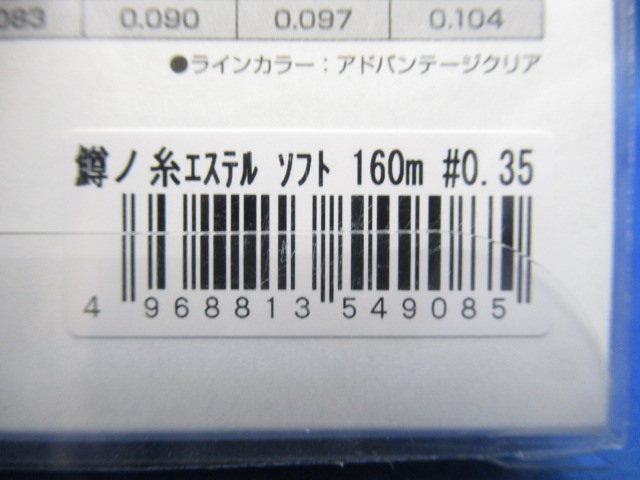 0.090 0.097 0.104
●ラインカラー：アドバンテージクリア
鱒ノ糸ｴｽﾃﾙ ｿﾌﾄ 160m #0.35
4 968813 549085